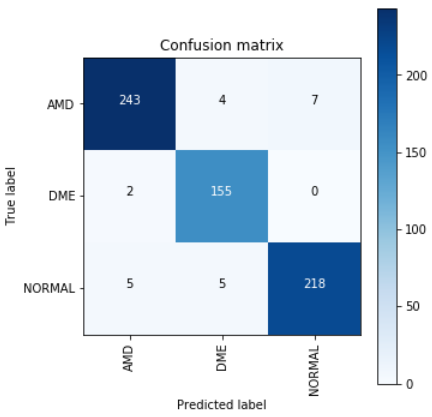 Confusion matrix
True label
AMD 243 4 7
DME 2 155 0
NORMAL 5 5 218
AMD DME NORMAL
Predicted label
200
150
100
50
0